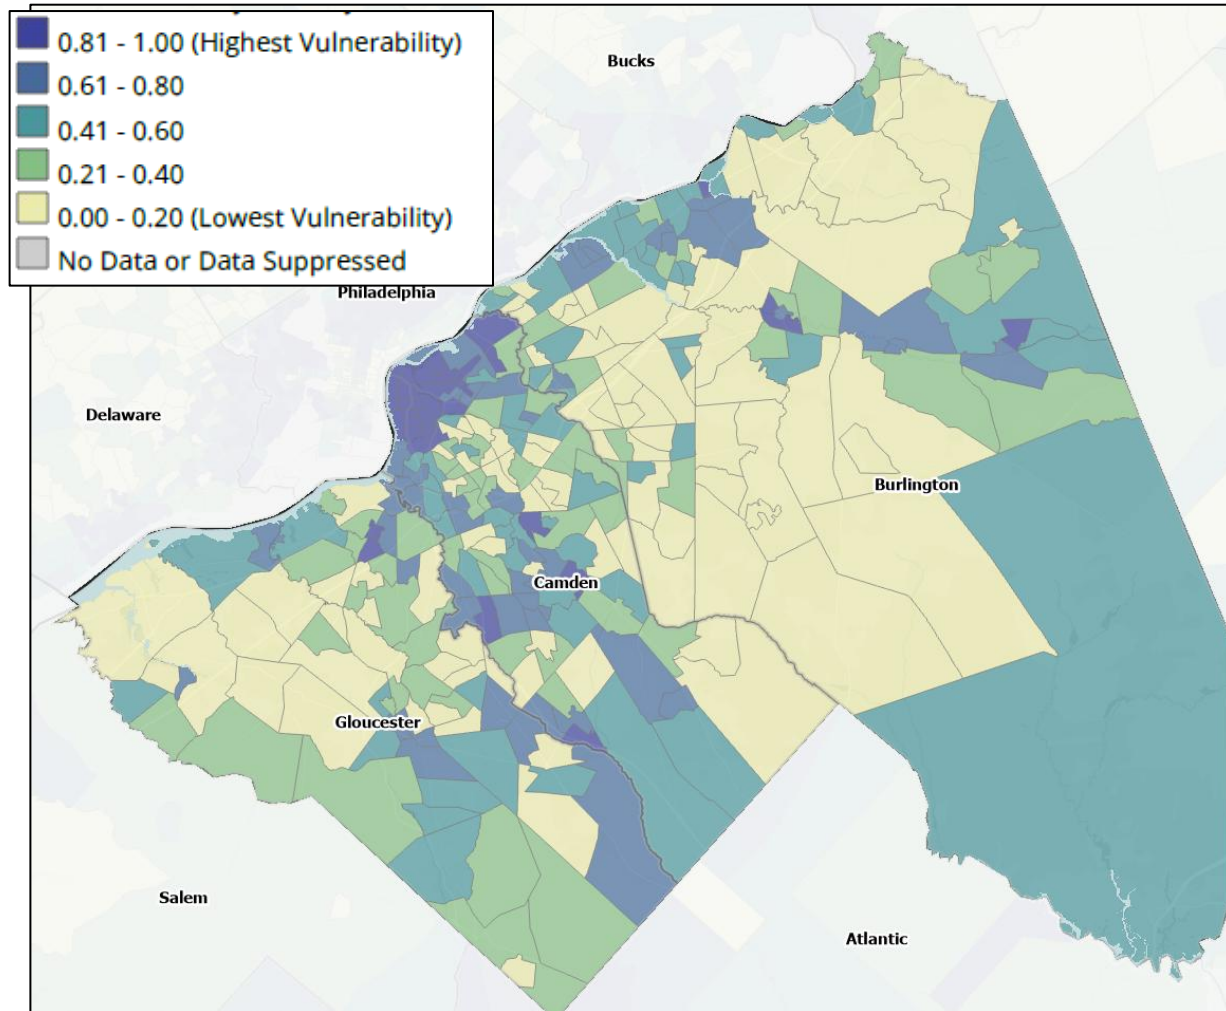 0.81 - 1.00 (Highest Vulnerability)
0.61 - 0.80
0.41 - 0.60
0.21 - 0.40
0.00 - 0.20 (Lowest Vulnerability)
No Data or Data Suppressed
Bucks
Philadelphia
Delaware
Burlington
Camden
Gloucester
Salem
Atlantic